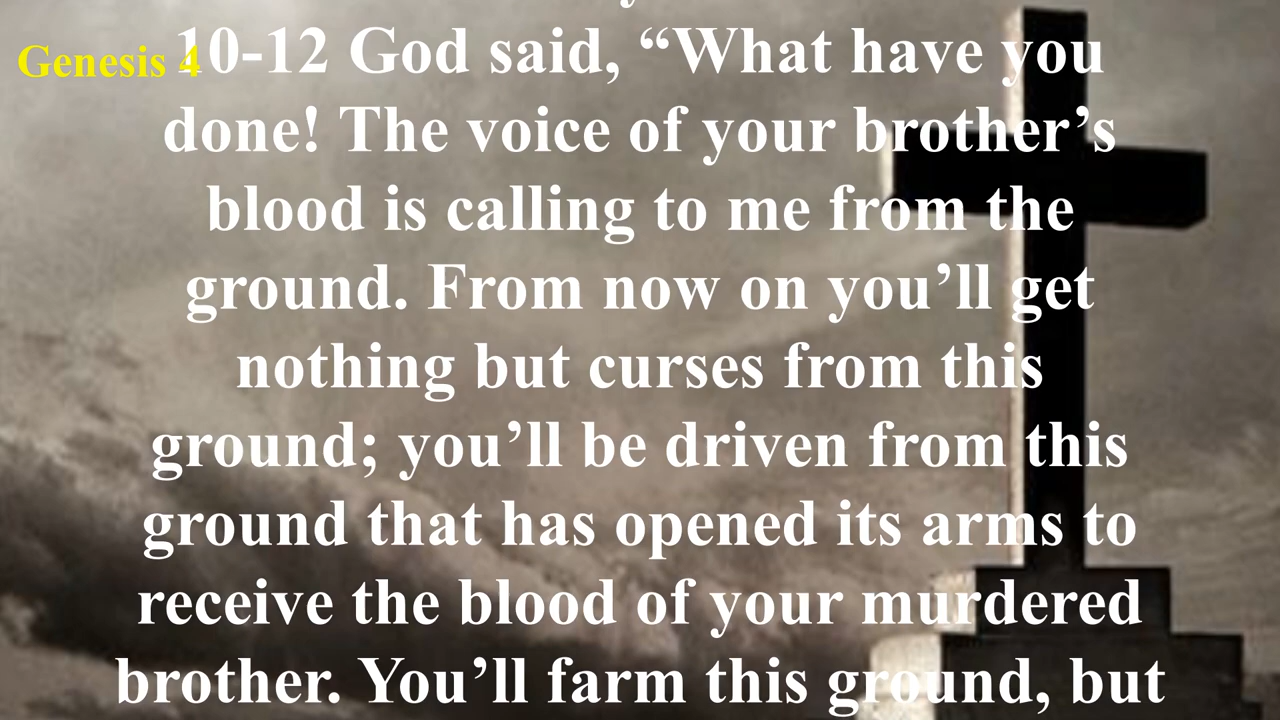 Genesis 4
10-12 God said, “What have you
done! The voice of your brother’s
blood is calling to me from the
ground. From now on you’ll get
nothing but curses from this
ground; you’ll be driven from this
ground that has opened its arms to
receive the blood of your murdered
brother. You’ll farm this ground, but